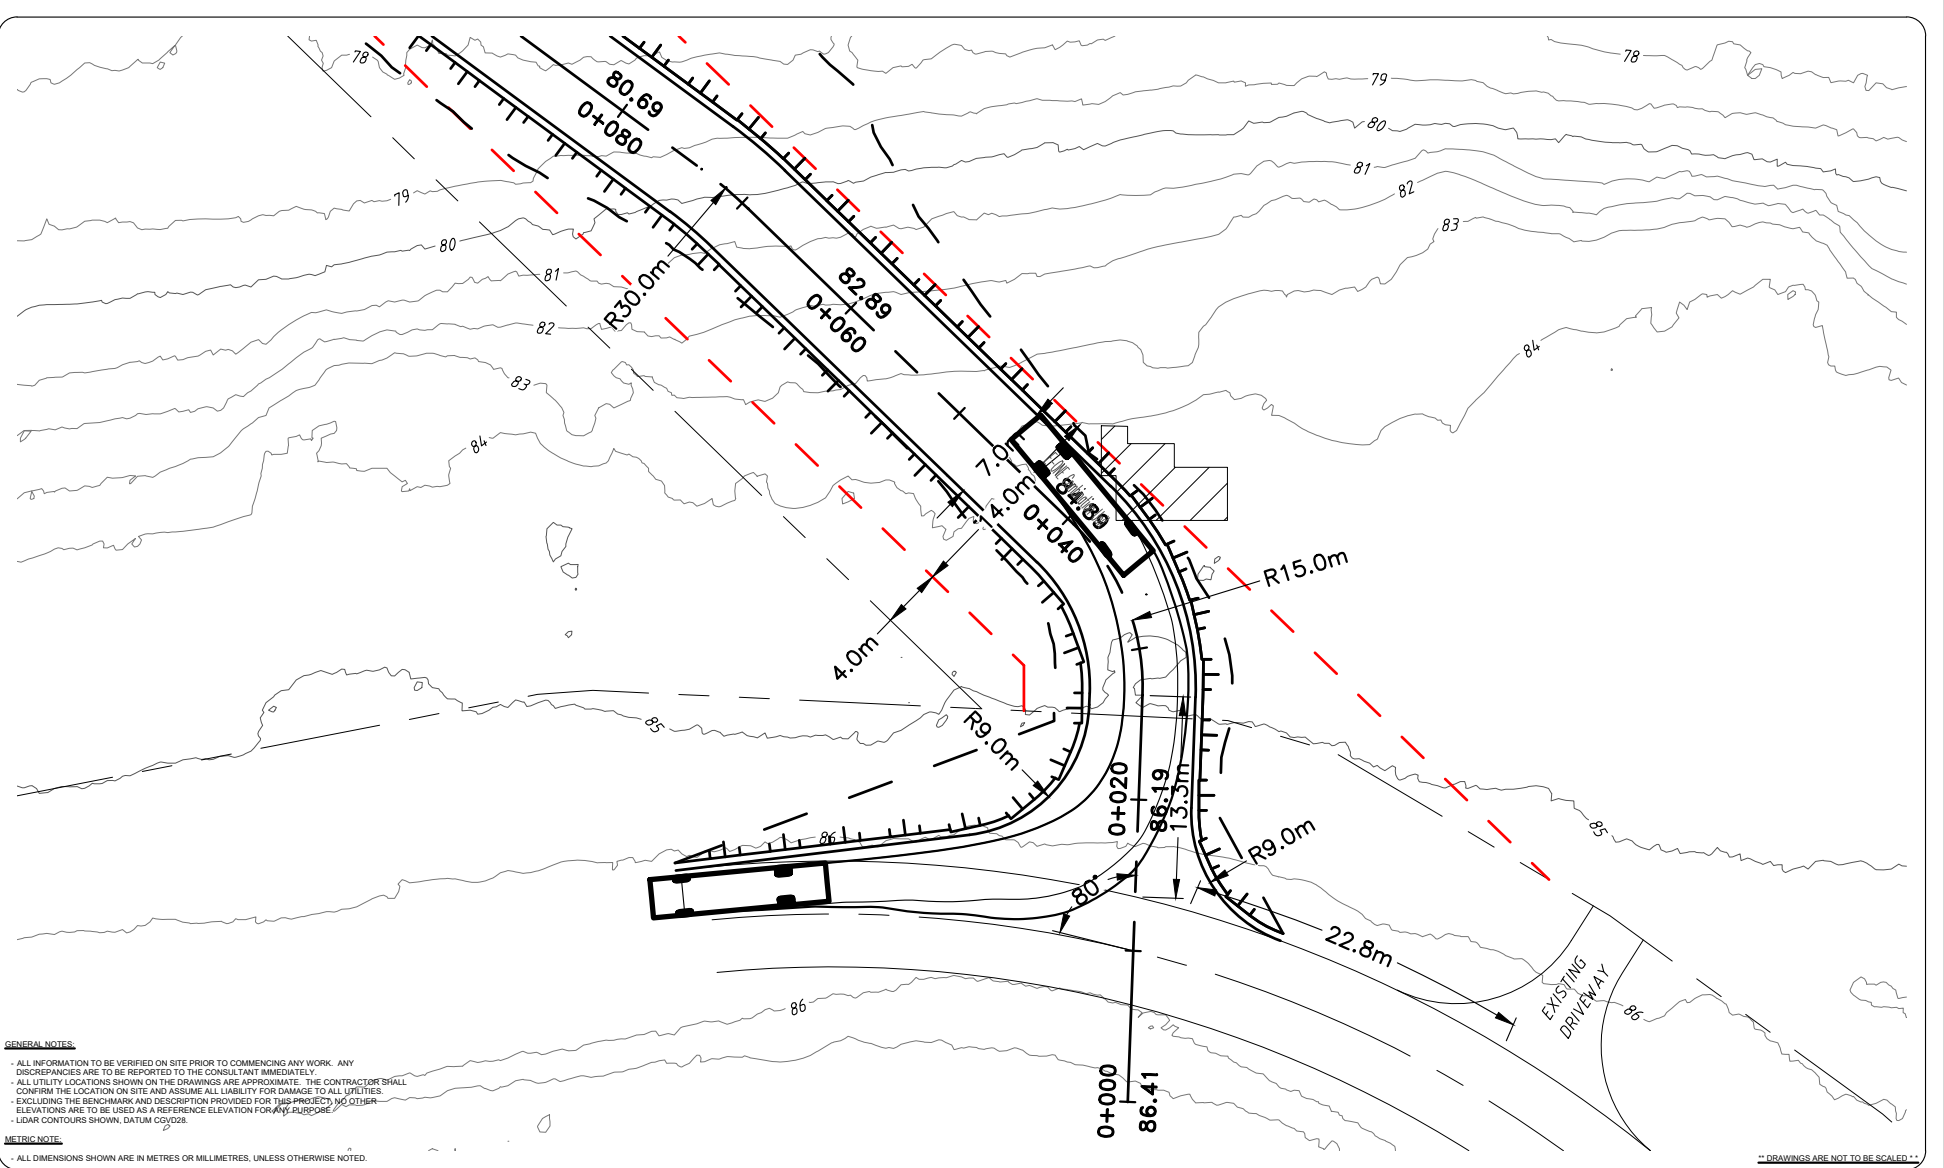 78
78
79
80
81
82
83
84
79
80
81
82
83
84
80.69
0+080
R30.0m
82.89
0+060
7.0
14.0m
84.89
0+040
R15.0m
4.0m
85
R9.0m
0+020
86.19
13.3m
86
R9.0m
85
80°
22.8m
EXISTING
DRIVEWAY
86
86
0+000
86.41
GENERAL NOTES:
- ALL INFORMATION TO BE VERIFIED ON SITE PRIOR TO COMMENCING ANY WORK. ANY
DISCREPANCIES ARE TO BE REPORTED TO THE CONSULTANT IMMEDIATELY.
- ALL UTILITY LOCATIONS SHOWN ON THE DRAWINGS ARE APPROXIMATE. THE CONTRACTOR SHALL
CONFIRM THE LOCATION ON SITE AND ASSUME ALL LIABILITY FOR DAMAGE TO ALL UTILITIES.
- EXCLUDING THE BENCHMARK AND DESCRIPTION PROVIDED FOR THIS PROJECT, NO OTHER
ELEVATIONS ARE TO BE USED AS A REFERENCE ELEVATION FOR ANY PURPOSE.
- LiDAR CONTOURS SHOWN, DATUM CGVD28.
METRIC NOTE:
- ALL DIMENSIONS SHOWN ARE IN METRES OR MILLIMETRES, UNLESS OTHERWISE NOTED.
** DRAWINGS ARE NOT TO BE SCALED **